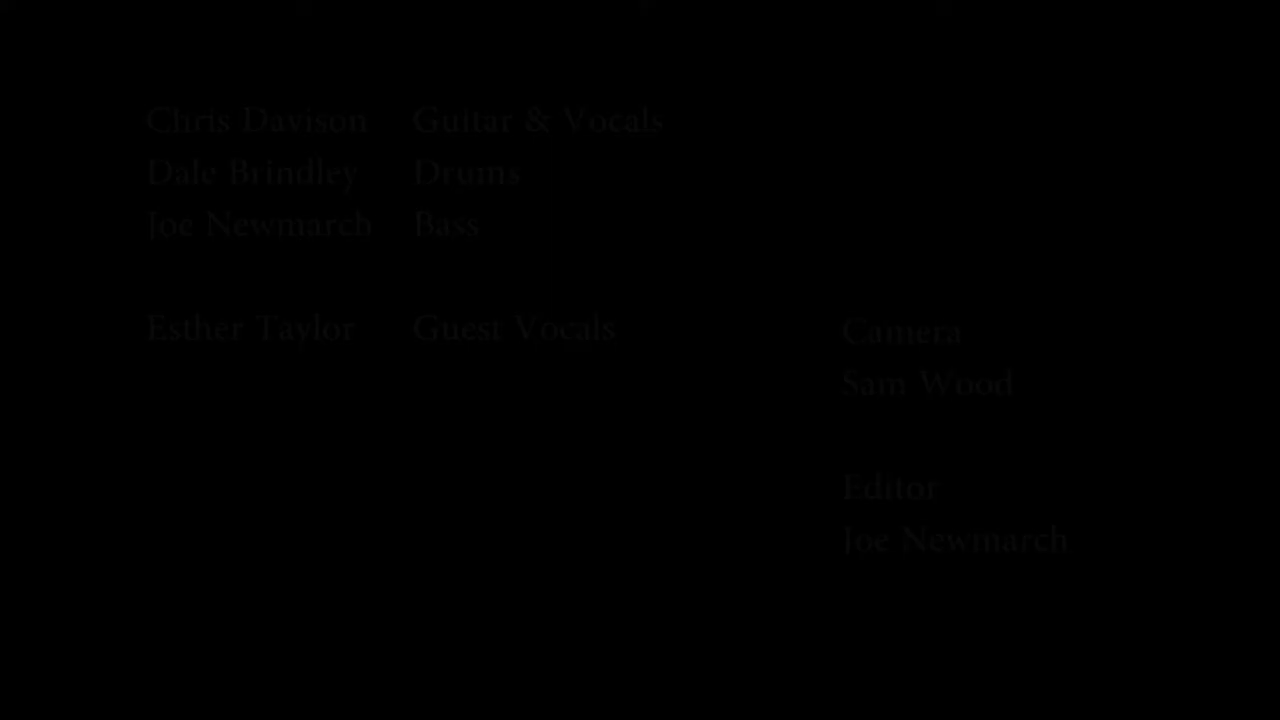 Chris Davison Guitar & Vocals
Dale Brindley Drums
Joe Newmarch Bass
Esther Taylor Guest Vocals
Camera
Sam Wood
Editor
Joe Newmarch